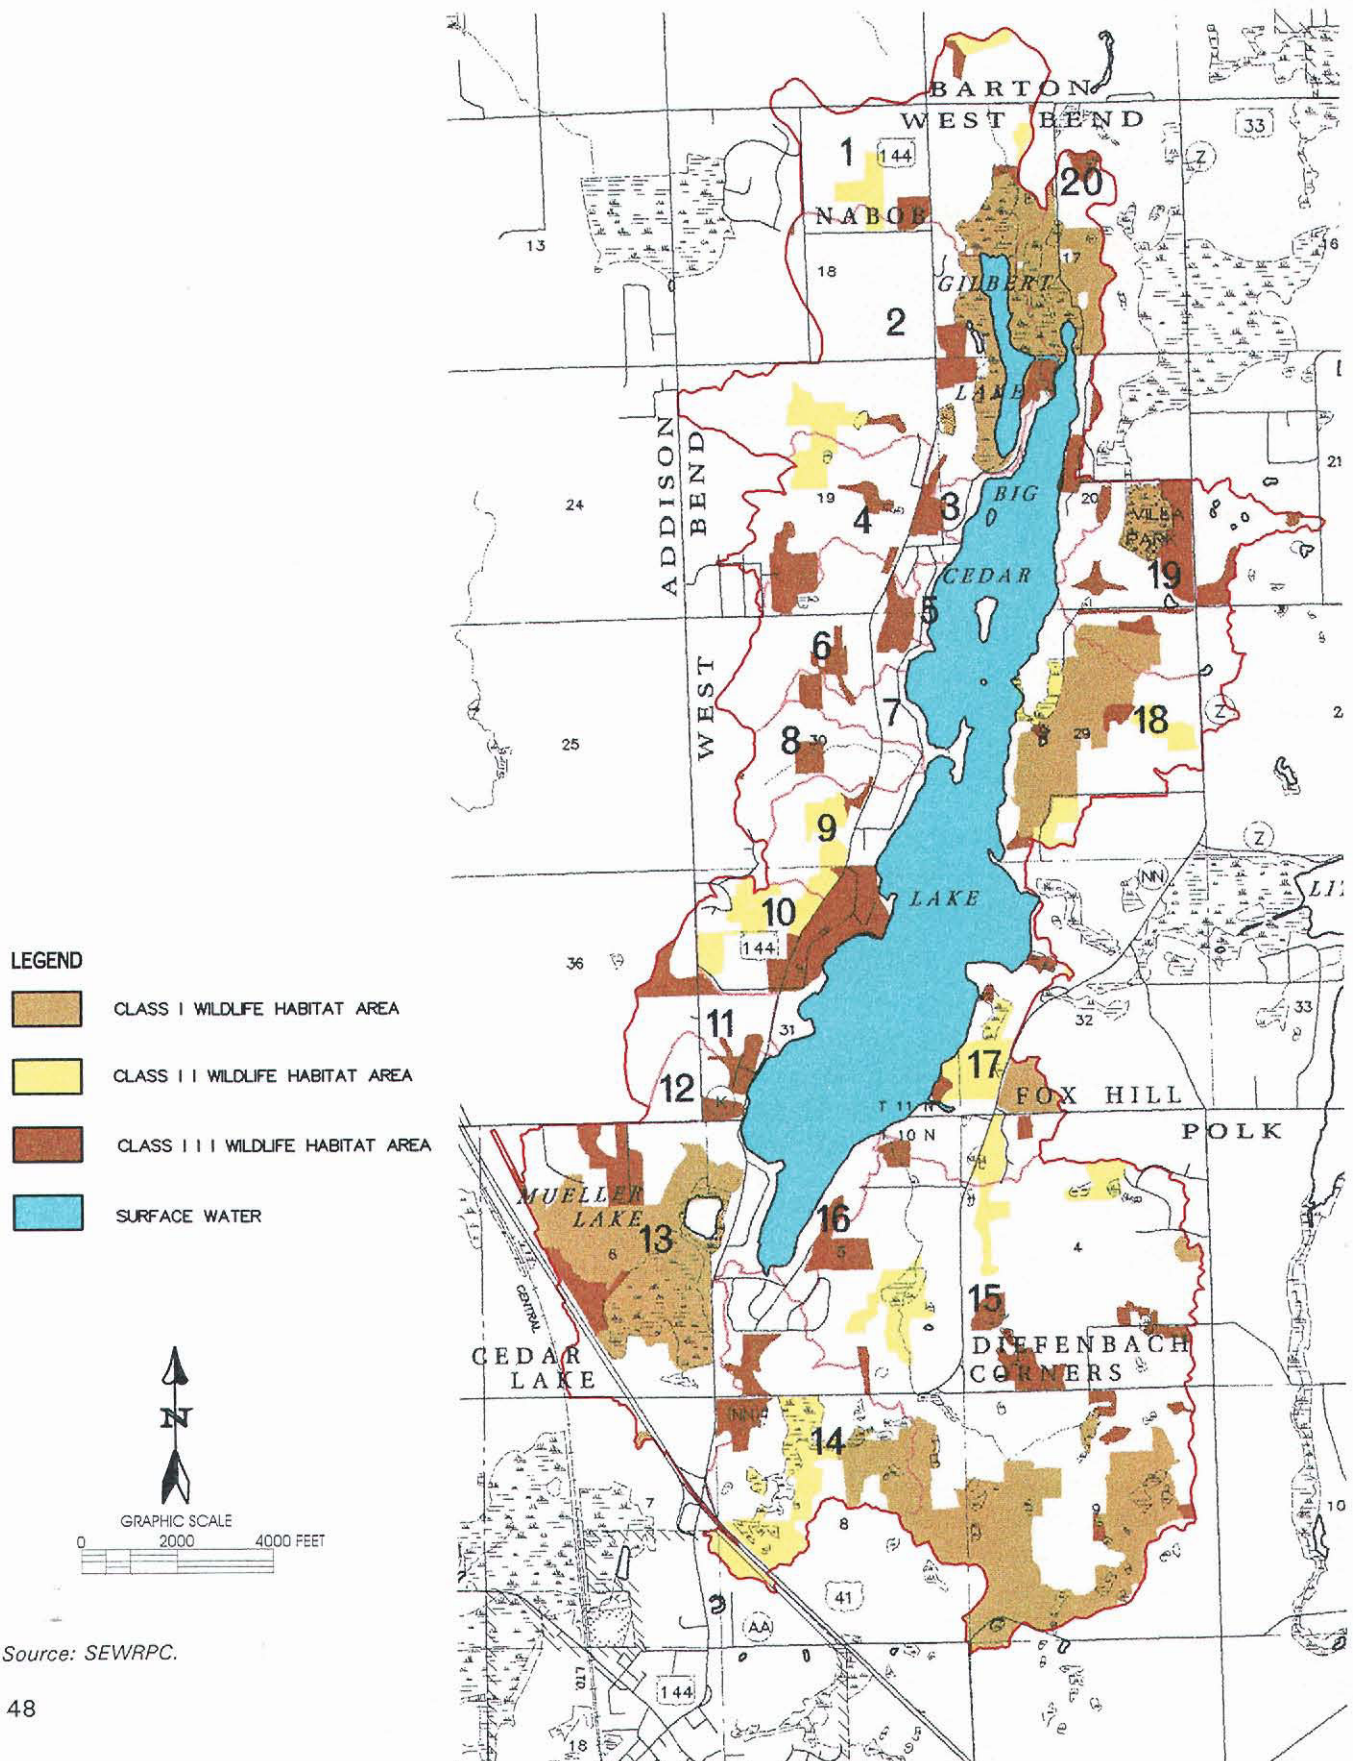 BARTON
WEST BEND
33
1
144
Z
20
NABOB
13
18
17
16
GILBERT
2
LAKE
ADDISON
WEST BEND
24
19
4
3
BIG
20
21
VILLA
PARK
CEDAR
19
5
6
7
25
8
30
29
18
Z
2
9
Z
NN
LIT
10
LAKE
144
36
LEGEND
CLASS I WILDLIFE HABITAT AREA
CLASS I I WILDLIFE HABITAT AREA
CLASS I I I WILDLIFE HABITAT AREA
SURFACE WATER
11
31
32
33
12
K
17
FOX HILL
T 11 N
10 N
POLK
MUELLER
LAKE
13
6
16
5
4
CENTRAL
15
CEDAR
LAKE
DIEFENBACH
CORNERS
NN
14
N
GRAPHIC SCALE
0 2000 4000 FEET
7
8
9
10
41
AA
LTD.
144
18
Source: SEWRPC.
48